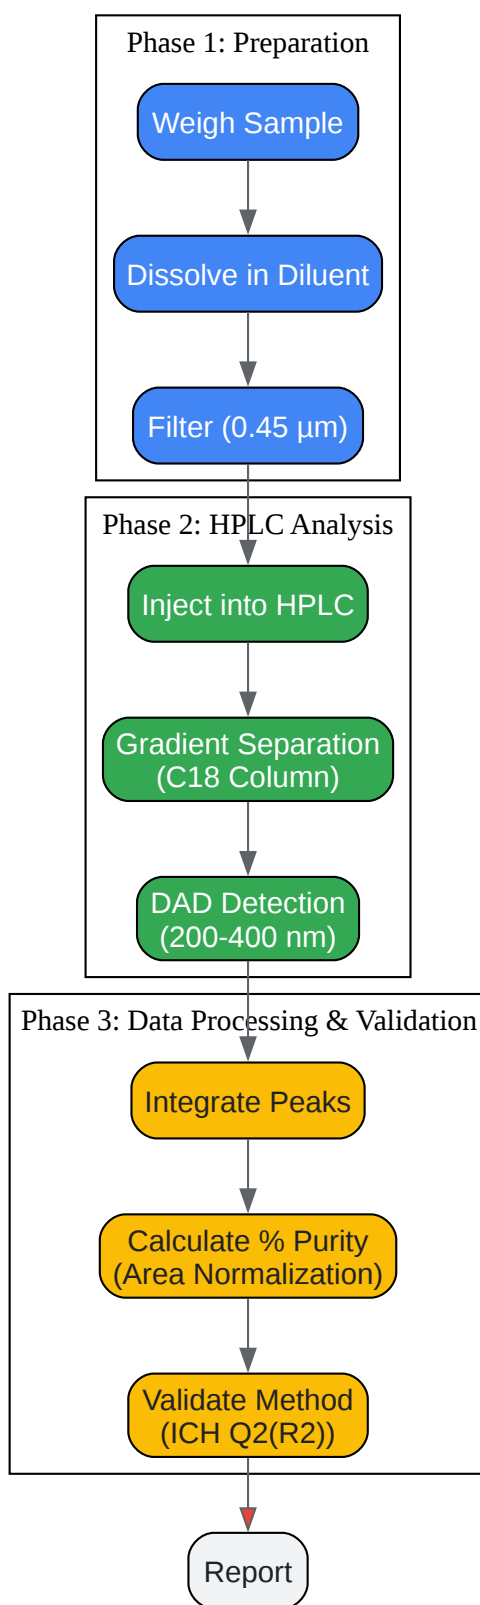 Phase 1: Preparation
Weigh Sample
Dissolve in Diluent
Filter (0.45 µm)
Phase 2: HPLC Analysis
Inject into HPLC
Gradient Separation
(C18 Column)
DAD Detection
(200-400 nm)
Phase 3: Data Processing & Validation
Integrate Peaks
Calculate % Purity
(Area Normalization)
Validate Method
(ICH Q2(R2))
Report